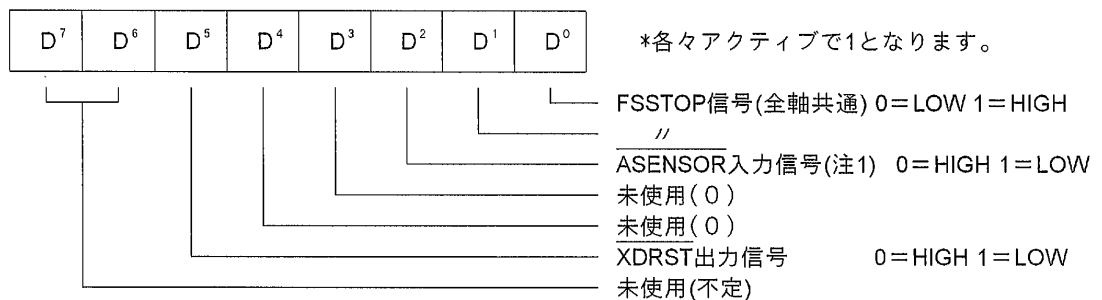 D⁷ D⁶ D⁵ D⁴ D³ D² D¹ D⁰ *各々アクティブで1となります。
FSSTOP信号(全軸共通) 0=LOW 1=HIGH
〃
ASENSOR入力信号(注1) 0=HIGH 1=LOW
未使用(0)
未使用(0)
XDRST出力信号 0=HIGH 1=LOW
未使用(不定)